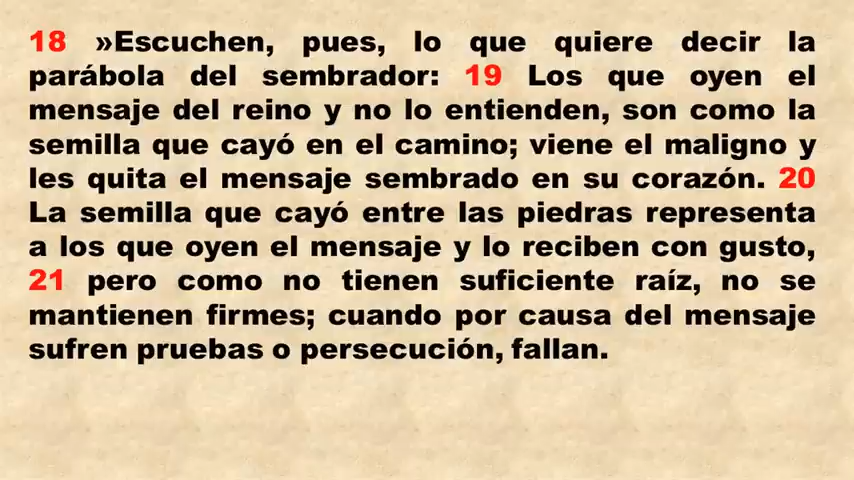 18 »Escuchen, pues, lo que quiere decir la
parábola del sembrador: 19 Los que oyen el
mensaje del reino y no lo entienden, son como la
semilla que cayó en el camino; viene el maligno y
les quita el mensaje sembrado en su corazón. 20
La semilla que cayó entre las piedras representa
a los que oyen el mensaje y lo reciben con gusto,
21 pero como no tienen suficiente raíz, no se
mantienen firmes; cuando por causa del mensaje
sufren pruebas o persecución, fallan.